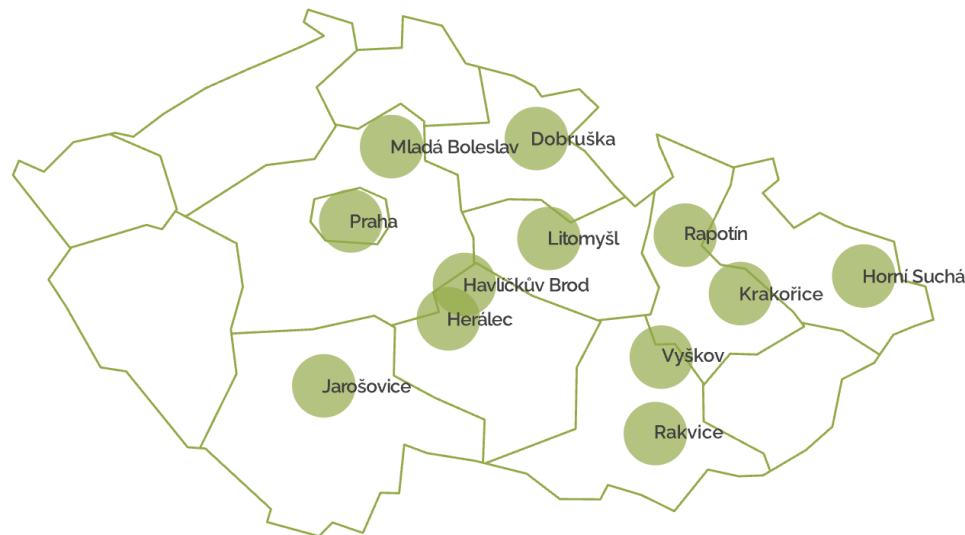 Dobruška
Mladá Boleslav
Praha
Rapotín
Litomyšl
Horní Suchá
Havlíčkův Brod
Krakořice
Herálec
Vyškov
Jarošovice
Rakvice